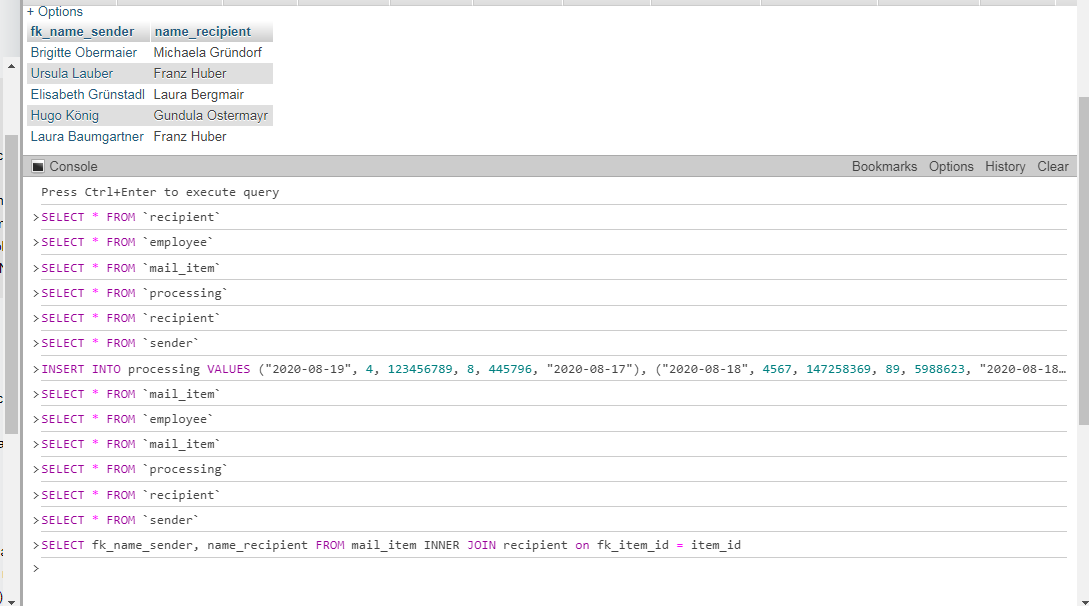 + Options
fk_name_sender name_recipient
Brigitte Obermaier Michaela Gründorf
Ursula Lauber Franz Huber
Elisabeth Grünstadl Laura Bergmair
Hugo König Gundula Ostermayr
Laura Baumgartner Franz Huber
Console Bookmarks Options History Clear
Press Ctrl+Enter to execute query
>SELECT * FROM `recipient`
>SELECT * FROM `employee`
>SELECT * FROM `mail_item`
>SELECT * FROM `processing`
>SELECT * FROM `recipient`
>SELECT * FROM `sender`
>INSERT INTO processing VALUES ("2020-08-19", 4, 123456789, 8, 445796, "2020-08-17"), ("2020-08-18", 4567, 147258369, 89, 5988623, "2020-08-18…
>SELECT * FROM `mail_item`
>SELECT * FROM `employee`
>SELECT * FROM `mail_item`
>SELECT * FROM `processing`
>SELECT * FROM `recipient`
>SELECT * FROM `sender`
>SELECT fk_name_sender, name_recipient FROM mail_item INNER JOIN recipient on fk_item_id = item_id
>